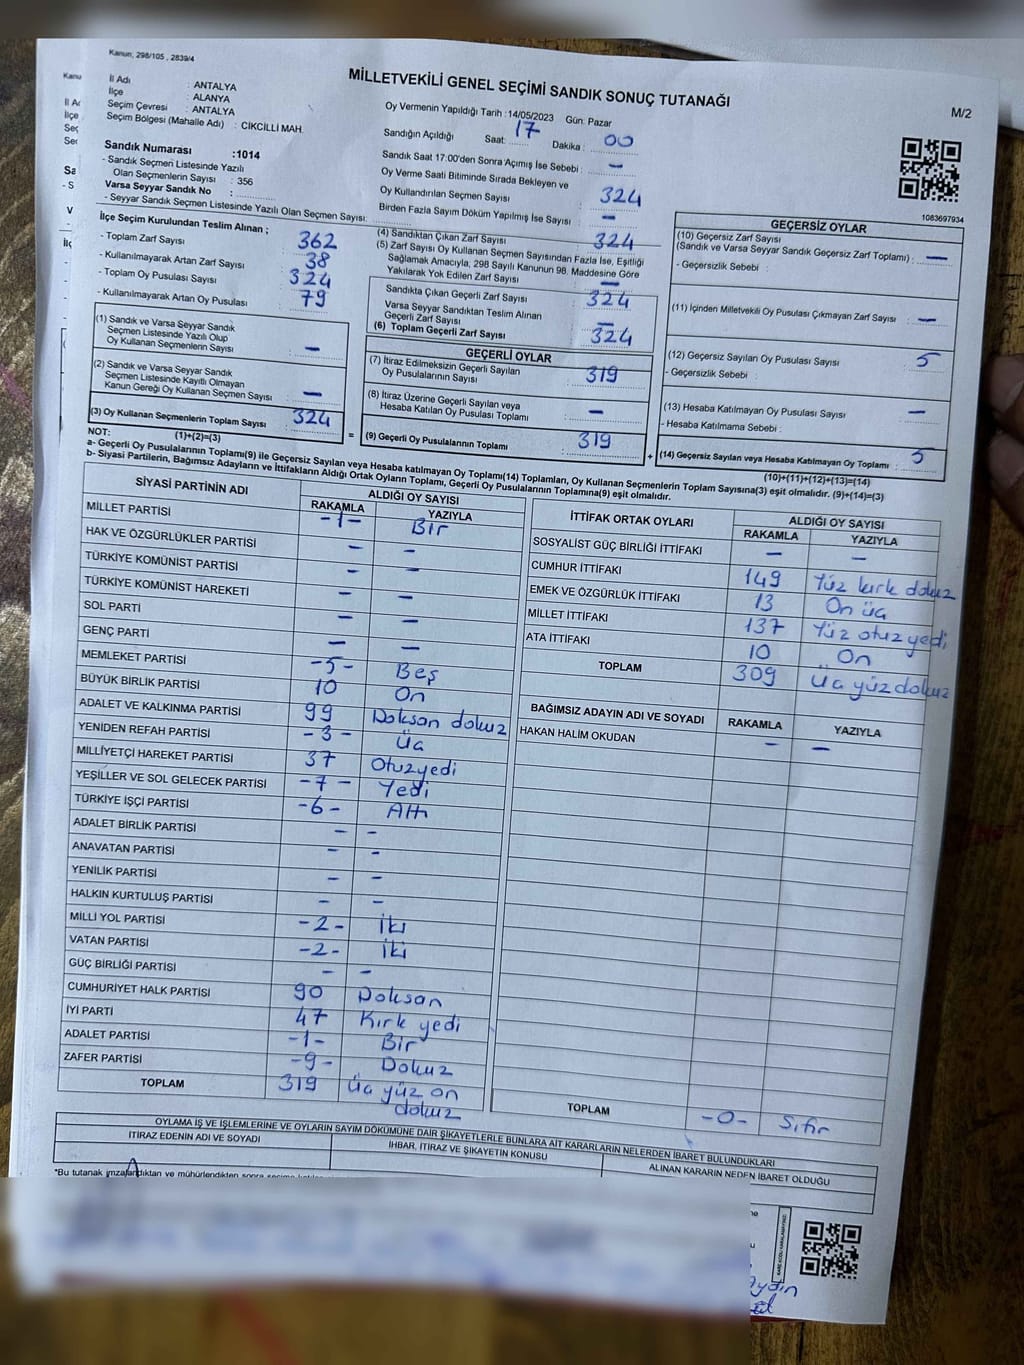 Kanun, 298/105 , 2839/4
MİLLETVEKİLİ GENEL SEÇİMİ SANDIK SONUÇ TUTANAĞI
M/2
İl Adı : ANTALYA
İlçe : ALANYA
Seçim Çevresi : ANTALYA
Seçim Bölgesi (Mahalle Adı) : CİKCİLLİ MAH.
Sandık Numarası :1014
- Sandık Seçmen Listesinde Yazılı
Olan Seçmenlerin Sayısı : 356
Varsa Seyyar Sandık No :
- Seyyar Sandık Seçmen Listesinde Yazılı Olan Seçmen Sayısı:
Oy Vermenin Yapıldığı Tarih :14/05/2023 Gün: Pazar
Sandığın Açıldığı Saat: 17 Dakika : 00
Sandık Saat 17:00'den Sonra Açımış İse Sebebi : -
Oy Verme Saati Bitiminde Sırada Bekleyen ve
Oy Kullandırılan Seçmen Sayısı 324
Birden Fazla Sayım Döküm Yapılmış İse Sayısı : -
1083697934
İlçe Seçim Kurulundan Teslim Alınan ;
- Toplam Zarf Sayısı 362
- Kullanılmayarak Artan Zarf Sayısı : 38
- Toplam Oy Pusulası Sayısı : 324
- Kullanılmayarak Artan Oy Pusulası : 79
(1) Sandık ve Varsa Seyyar Sandık
Seçmen Listesinde Yazılı Olup
Oy Kullanan Seçmenlerin Sayısı : -
(2) Sandık ve Varsa Seyyar Sandık
Seçmen Listesinde Kayıtlı Olmayan
Kanun Gereği Oy Kullanan Seçmen Sayısı : -
(3) Oy Kullanan Seçmenlerin Toplam Sayısı : 324
(4) Sandıktan Çıkan Zarf Sayısı : 324
(5) Zarf Sayısı Oy Kullanan Seçmen Sayısından Fazla İse, Eşitliği
Sağlamak Amacıyla, 298 Sayılı Kanunun 98. Maddesine Göre
Yakılarak Yok Edilen Zarf Sayısı : -
Sandıkta Çıkan Geçerli Zarf Sayısı : 324
Varsa Seyyar Sandıktan Teslim Alınan
Geçerli Zarf Sayısı : -
(6) Toplam Geçerli Zarf Sayısı : 324
GEÇERLİ OYLAR
(7) İtiraz Edilmeksizin Geçerli Sayılan
Oy Pusulalarının Sayısı : 319
(8) İtiraz Üzerine Geçerli Sayılan veya
Hesaba Katılan Oy Pusulası Toplamı : -
(9) Geçerli Oy Pusulalarının Toplamı : 319
GEÇERSİZ OYLAR
(10) Geçersiz Zarf Sayısı
(Sandık ve Varsa Seyyar Sandık Geçersiz Zarf Toplamı) : -
- Geçersizlik Sebebi :
(11) İçinden Milletvekili Oy Pusulası Çıkmayan Zarf Sayısı : -
(12) Geçersiz Sayılan Oy Pusulası Sayısı : 5
- Geçersizlik Sebebi :
(13) Hesaba Katılmayan Oy Pusulası Sayısı : -
- Hesaba Katılmama Sebebi :
(14) Geçersiz Sayılan veya Hesaba Katılmayan Oy Toplamı : 5
NOT: (1)+(2)=(3) (10)+(11)+(12)+(13)=(14)
a- Geçerli Oy Pusulalarının Toplamı(9) ile Geçersiz Sayılan veya Hesaba katılmayan Oy Toplamı(14) Toplamları, Oy Kullanan Seçmenlerin Toplam Sayısına(3) eşit olmalıdır. (9)+(14)=(3)
b- Siyasi Partilerin, Bağımsız Adayların ve İttifakların Aldığı Ortak Oyların Toplamı, Geçerli Oy Pusulalarının Toplamına(9) eşit olmalıdır.
SİYASİ PARTİNİN ADI ALDIĞI OY SAYISI
RAKAMLA YAZIYLA
MİLLET PARTİSİ -1- Bir
HAK VE ÖZGÜRLÜKLER PARTİSİ - -
TÜRKİYE KOMÜNİST PARTİSİ - -
TÜRKİYE KOMÜNİST HAREKETİ - -
SOL PARTİ - -
GENÇ PARTİ - -
MEMLEKET PARTİSİ -5- Beş
BÜYÜK BİRLİK PARTİSİ 10 On
ADALET VE KALKINMA PARTİSİ 99 Doksan dokuz
YENİDEN REFAH PARTİSİ -3- Üç
MİLLİYETÇİ HAREKET PARTİSİ 37 Otuzyedi
YEŞİLLER VE SOL GELECEK PARTİSİ -7- Yedi
TÜRKİYE İŞÇİ PARTİSİ -6- Altı
ADALET BİRLİK PARTİSİ - -
ANAVATAN PARTİSİ - -
YENİLİK PARTİSİ - -
HALKIN KURTULUŞ PARTİSİ - -
MİLLİ YOL PARTİSİ -2- İki
VATAN PARTİSİ -2- İki
GÜÇ BİRLİĞİ PARTİSİ - -
CUMHURİYET HALK PARTİSİ 90 Doksan
İYİ PARTİ 47 Kırk yedi
ADALET PARTİSİ -1- Bir
ZAFER PARTİSİ -9- Dokuz
TOPLAM 319 Üç yüz on
dokuz
İTTİFAK ORTAK OYLARI ALDIĞI OY SAYISI
RAKAMLA YAZIYLA
SOSYALİST GÜÇ BİRLİĞİ İTTİFAKI - -
CUMHUR İTTİFAKI 149 Yüz kırk dokuz
EMEK VE ÖZGÜRLÜK İTTİFAKI 13 On üç
MİLLET İTTİFAKI 137 Yüz otuz yedi
ATA İTTİFAKI 10 On
TOPLAM 309 Üç yüz dokuz
BAĞIMSIZ ADAYIN ADI VE SOYADI RAKAMLA YAZIYLA
HAKAN HALİM OKUDAN - -
TOPLAM -0- Sıfır
OYLAMA İŞ VE İŞLEMLERİNE VE OYLARIN SAYIM DÖKÜMÜNE DAİR ŞİKAYETLERLE BUNLARA AİT KARARLARIN NELERDEN İBARET BULUNDUKLARI
İTİRAZ EDENİN ADI VE SOYADI İHBAR, İTİRAZ VE ŞİKAYETİN KONUSU ALINAN KARARIN NEDEN İBARET OLDUĞU
*Bu tutanak imzalandıktan ve mühürlendikten sonra